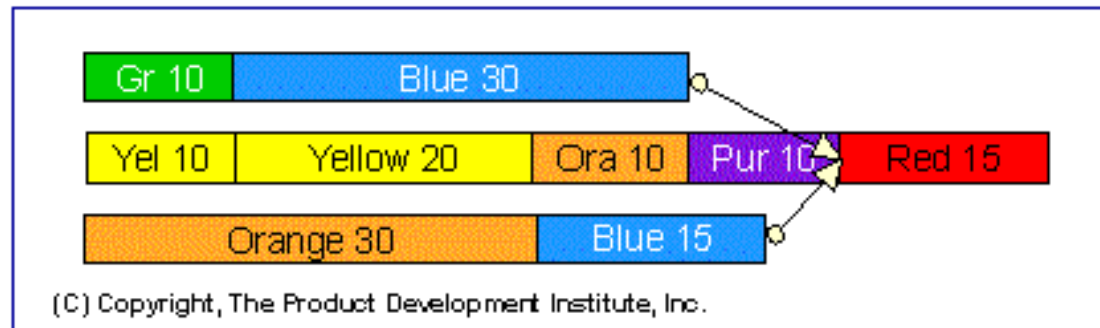 Gr 10 Blue 30
Yel 10 Yellow 20 Ora 10 Pur 10 Red 15
Orange 30 Blue 15
(C) Copyright, The Product Development Institute, Inc.